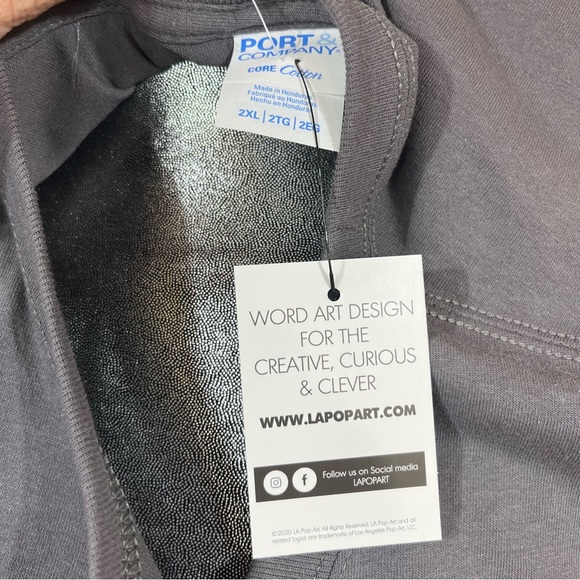 PORT &
COMPANY®
CORE Cotton
Made in Honduras
Fabriqué au Honduras
Hecho en Honduras
2XL | 2TG | 2EG
WORD ART DESIGN
FOR THE
CREATIVE, CURIOUS
& CLEVER
WWW.LAPOPART.COM
Follow us on Social media
LAPOPART
©2020 LA Pop Art. All Rights Reserved. LA Pop Art and all
related logos are trademarks of Los Angeles Pop Art, LLC.